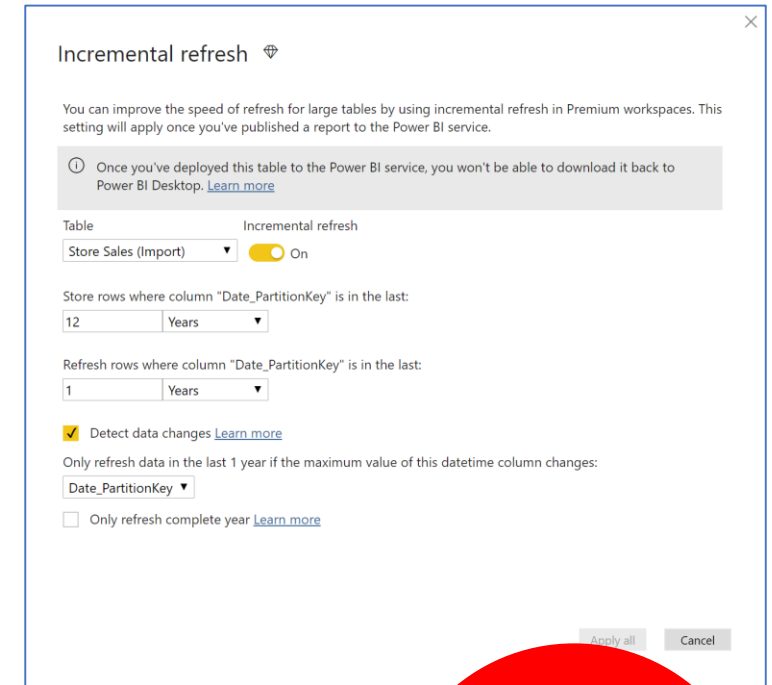 Incremental refresh
You can improve the speed of refresh for large tables by using incremental refresh in Premium workspaces. This
setting will apply once you've published a report to the Power BI service.
Once you've deployed this table to the Power BI service, you won't be able to download it back to
Power BI Desktop. Learn more
Table Incremental refresh
Store Sales (Import) On
Store rows where column "Date_PartitionKey" is in the last:
12 Years
Refresh rows where column "Date_PartitionKey" is in the last:
1 Years
Detect data changes Learn more
Only refresh data in the last 1 year if the maximum value of this datetime column changes:
Date_PartitionKey
Only refresh complete year Learn more
Apply all Cancel